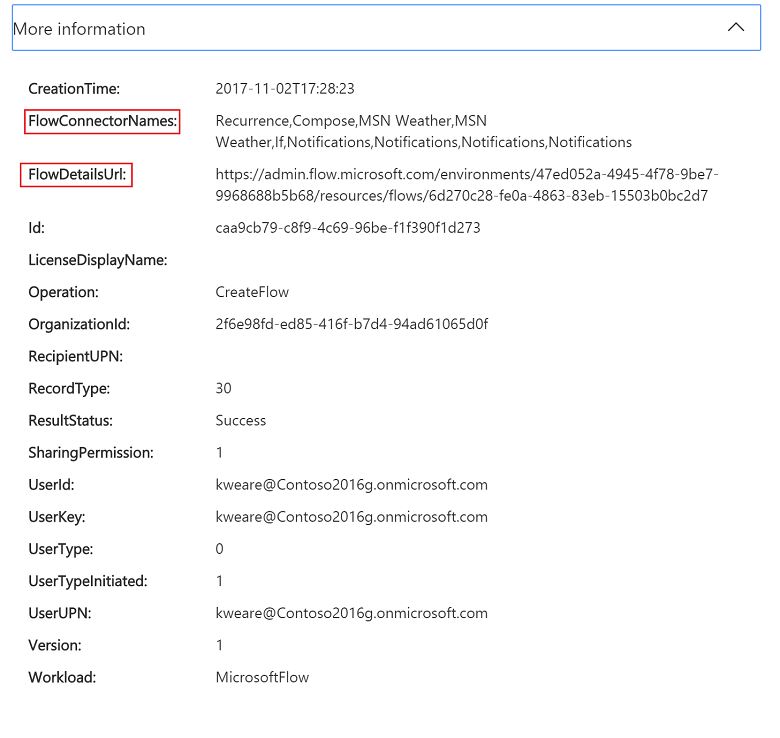 More information
CreationTime: 2017-11-02T17:28:23
FlowConnectorNames: Recurrence,Compose,MSN Weather,MSN
Weather,If,Notifications,Notifications,Notifications,Notifications
FlowDetailsUrl: https://admin.flow.microsoft.com/environments/47ed052a-4945-4f78-9be7-
9968688b5b68/resources/flows/6d270c28-fe0a-4863-83eb-15503b0bc2d7
Id: caa9cb79-c8f9-4c69-96be-f1f390f1d273
LicenseDisplayName:
Operation: CreateFlow
OrganizationId: 2f6e98fd-ed85-416f-b7d4-94ad61065d0f
RecipientUPN:
RecordType: 30
ResultStatus: Success
SharingPermission: 1
UserId: kweare@Contoso2016g.onmicrosoft.com
UserKey: kweare@Contoso2016g.onmicrosoft.com
UserType: 0
UserTypeInitiated: 1
UserUPN: kweare@Contoso2016g.onmicrosoft.com
Version: 1
Workload: MicrosoftFlow